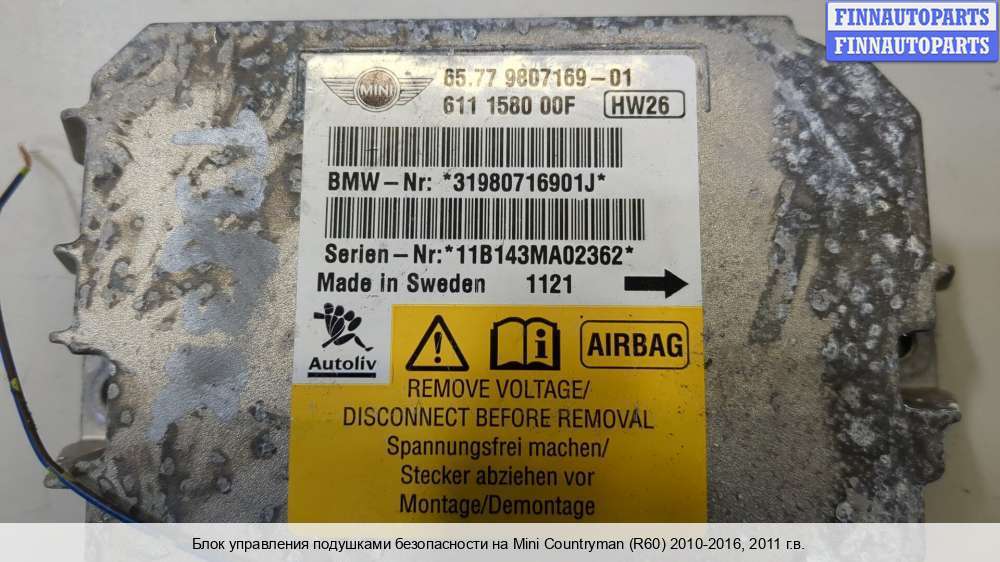 FINNAUTOPARTS
FINNAUTOPARTS
MINI
65.77 9807169-01
611 1580 00F HW26
BMW-Nr: *31980716901J*
Serien-Nr:*11B143MA02362*
Made in Sweden 1121
Autoliv
AIRBAG
REMOVE VOLTAGE/
DISCONNECT BEFORE REMOVAL
Spannungsfrei machen/
Stecker abziehen vor
Montage/Demontage
Блок управления подушками безопасности на Mini Countryman (R60) 2010-2016, 2011 г.в.